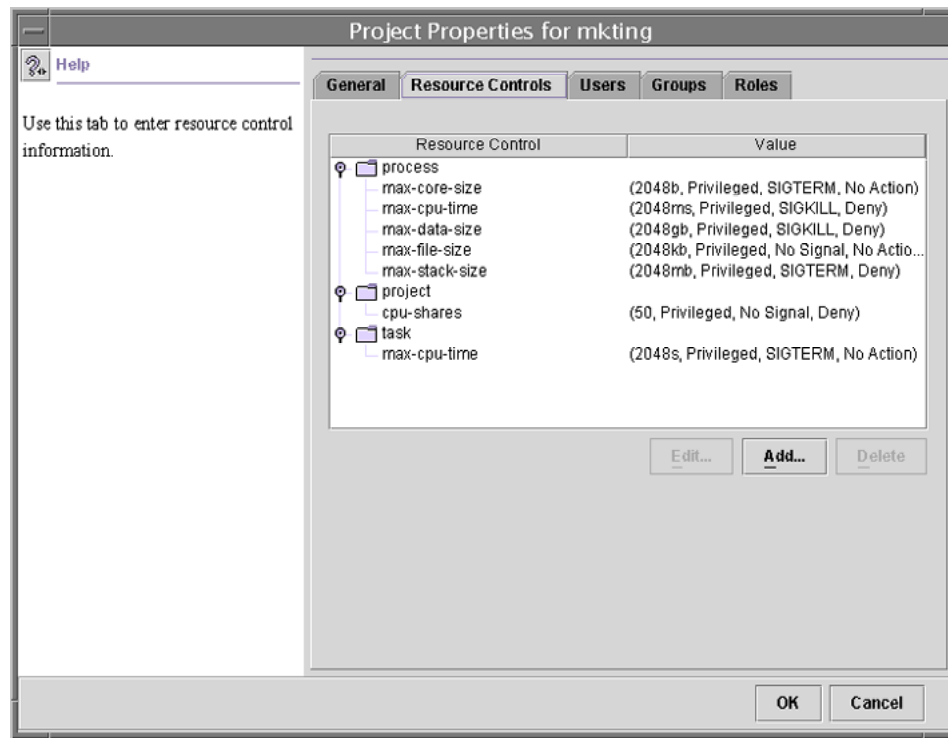 Project Properties for mkting
Help
Use this tab to enter resource control
information.
General Resource Controls Users Groups Roles
Resource Control Value
process
max-core-size (2048b, Privileged, SIGTERM, No Action)
max-cpu-time (2048ms, Privileged, SIGKILL, Deny)
max-data-size (2048gb, Privileged, SIGKILL, Deny)
max-file-size (2048kb, Privileged, No Signal, No Actio...
max-stack-size (2048mb, Privileged, SIGTERM, Deny)
project
cpu-shares (50, Privileged, No Signal, Deny)
task
max-cpu-time (2048s, Privileged, SIGTERM, No Action)
Edit... Add... Delete
OK Cancel